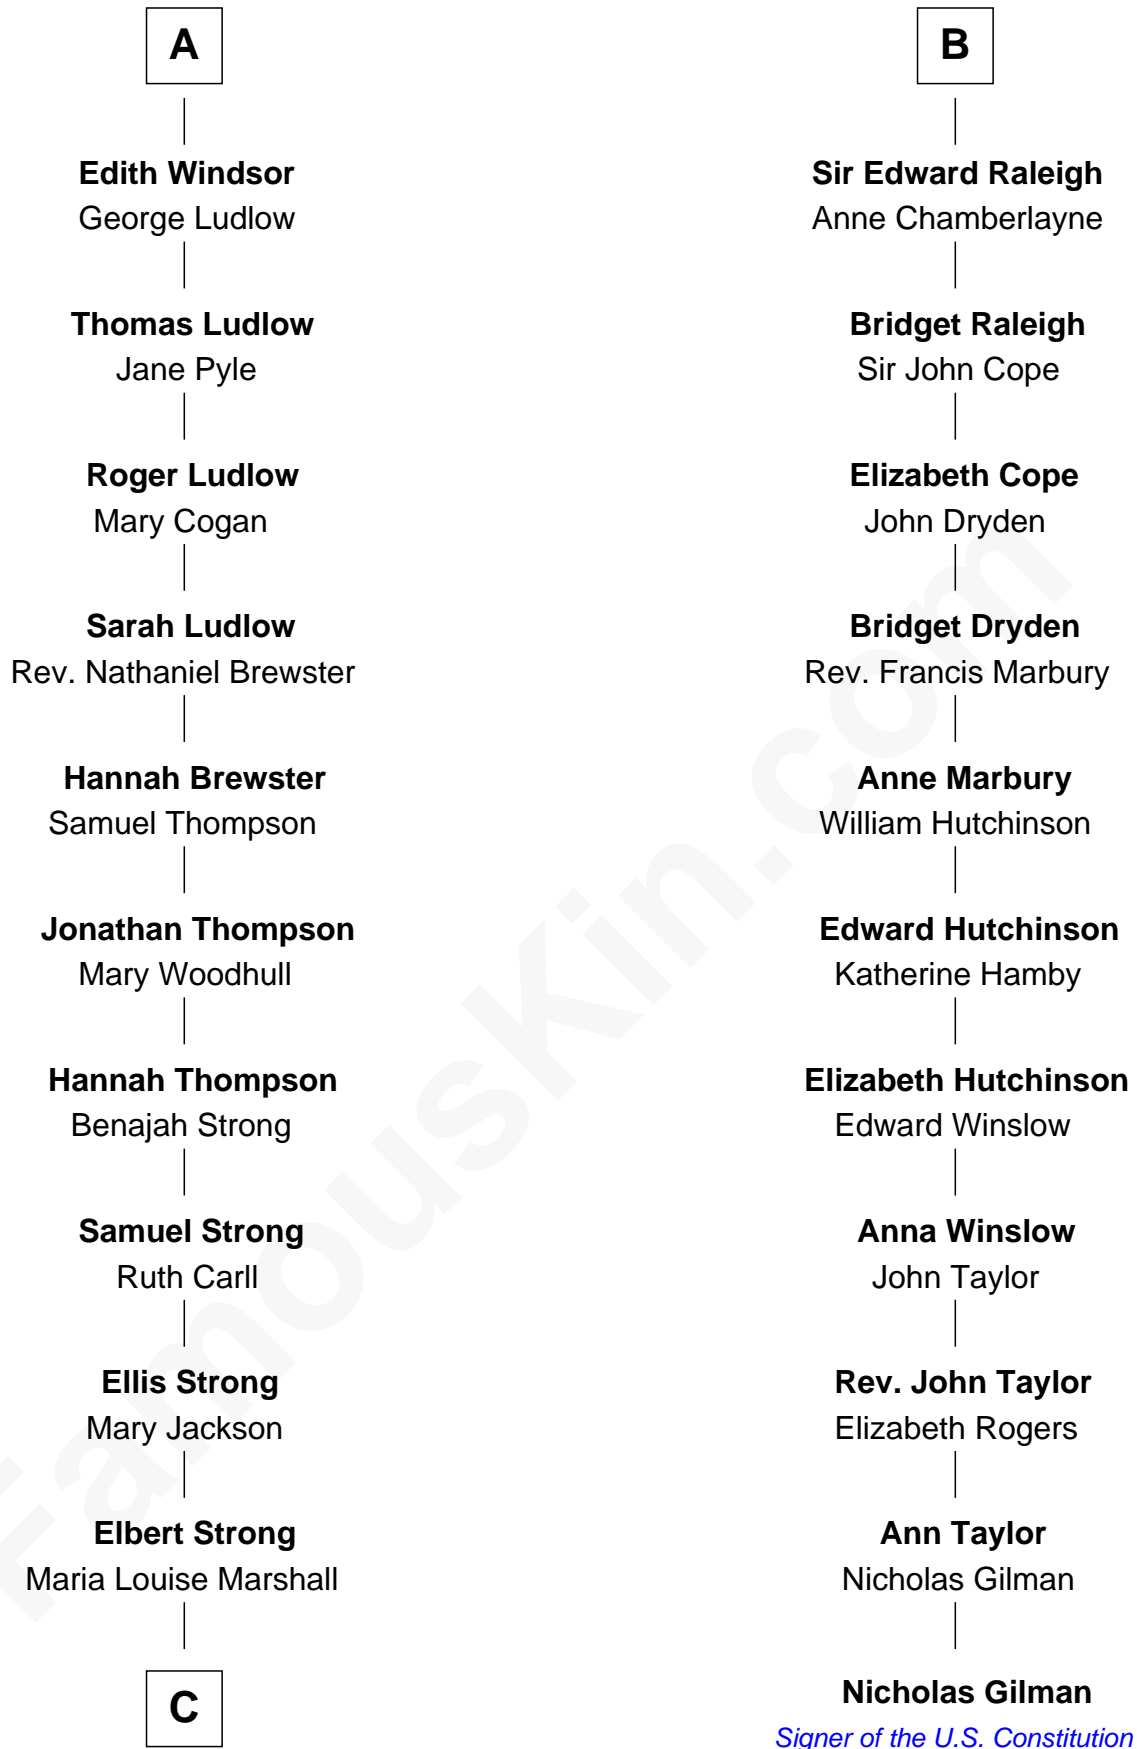 A
Edith Windsor
George Ludlow
Thomas Ludlow
Jane Pyle
Roger Ludlow
Mary Cogan
Sarah Ludlow
Rev. Nathaniel Brewster
Hannah Brewster
Samuel Thompson
Jonathan Thompson
Mary Woodhull
Hannah Thompson
Benajah Strong
Samuel Strong
Ruth Carll
Ellis Strong
Mary Jackson
Elbert Strong
Maria Louise Marshall
C
B
Sir Edward Raleigh
Anne Chamberlayne
Bridget Raleigh
Sir John Cope
Elizabeth Cope
John Dryden
Bridget Dryden
Rev. Francis Marbury
Anne Marbury
William Hutchinson
Edward Hutchinson
Katherine Hamby
Elizabeth Hutchinson
Edward Winslow
Anna Winslow
John Taylor
Rev. John Taylor
Elizabeth Rogers
Ann Taylor
Nicholas Gilman
Nicholas Gilman
Signer of the U.S. Constitution
FamousKin.com